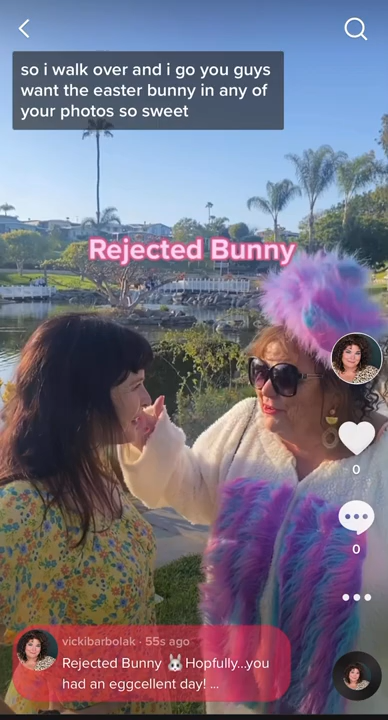 so i walk over and i go you guys
want the easter bunny in any of
your photos so sweet
Rejected Bunny
0
0
vickibarbolak · 55s ago
Rejected Bunny 🐰Hopfully...you
had an eggcellent day! ...